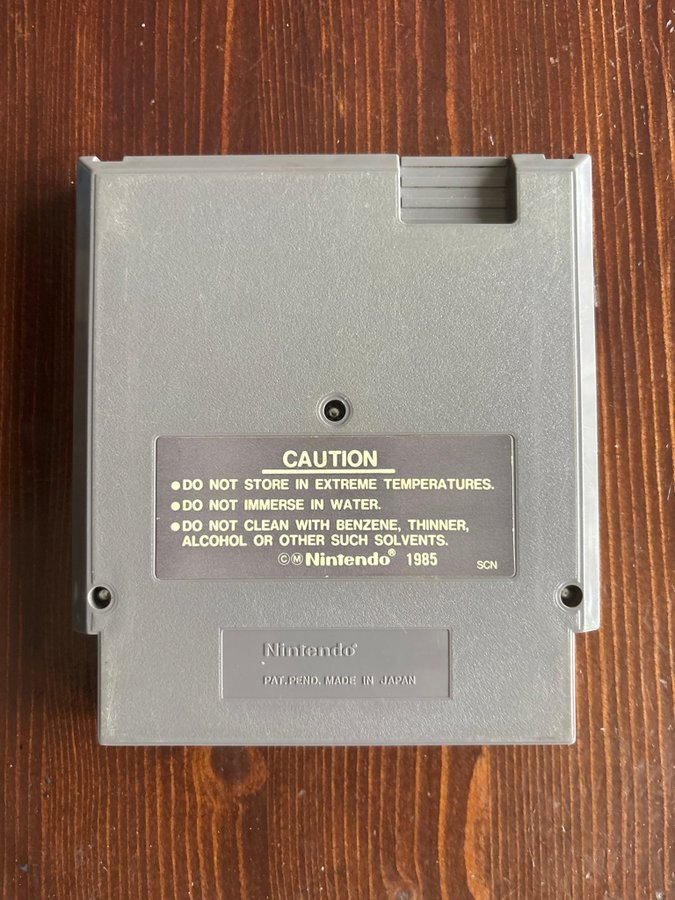 CAUTION
●DO NOT STORE IN EXTREME TEMPERATURES.
●DO NOT IMMERSE IN WATER.
●DO NOT CLEAN WITH BENZENE, THINNER,
ALCOHOL OR OTHER SUCH SOLVENTS.
©Ⓜ Nintendo® 1985
SCN
Nintendo®
PAT.PEND. MADE IN JAPAN